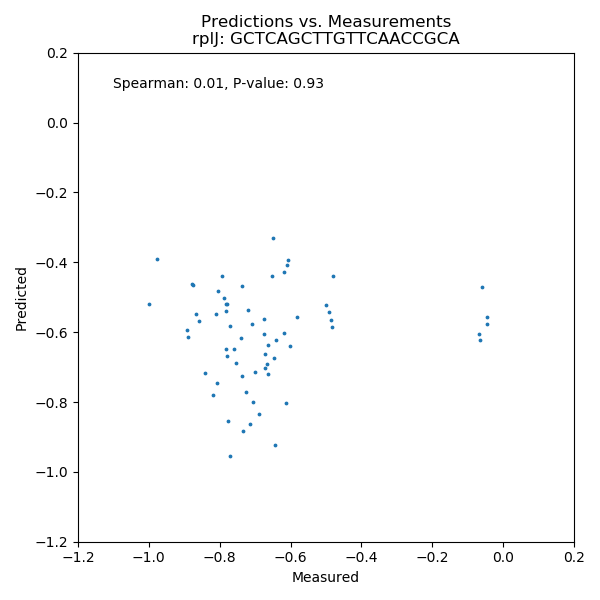 Predictions vs. Measurements
rplJ: GCTCAGCTTGTTCAACCGCA
Spearman: 0.01, P-value: 0.93
0.2
0.0
−0.2
−0.4
−0.6
−0.8
−1.0
−1.2
Predicted
−1.2 −1.0 −0.8 −0.6 −0.4 −0.2 0.0 0.2
Measured